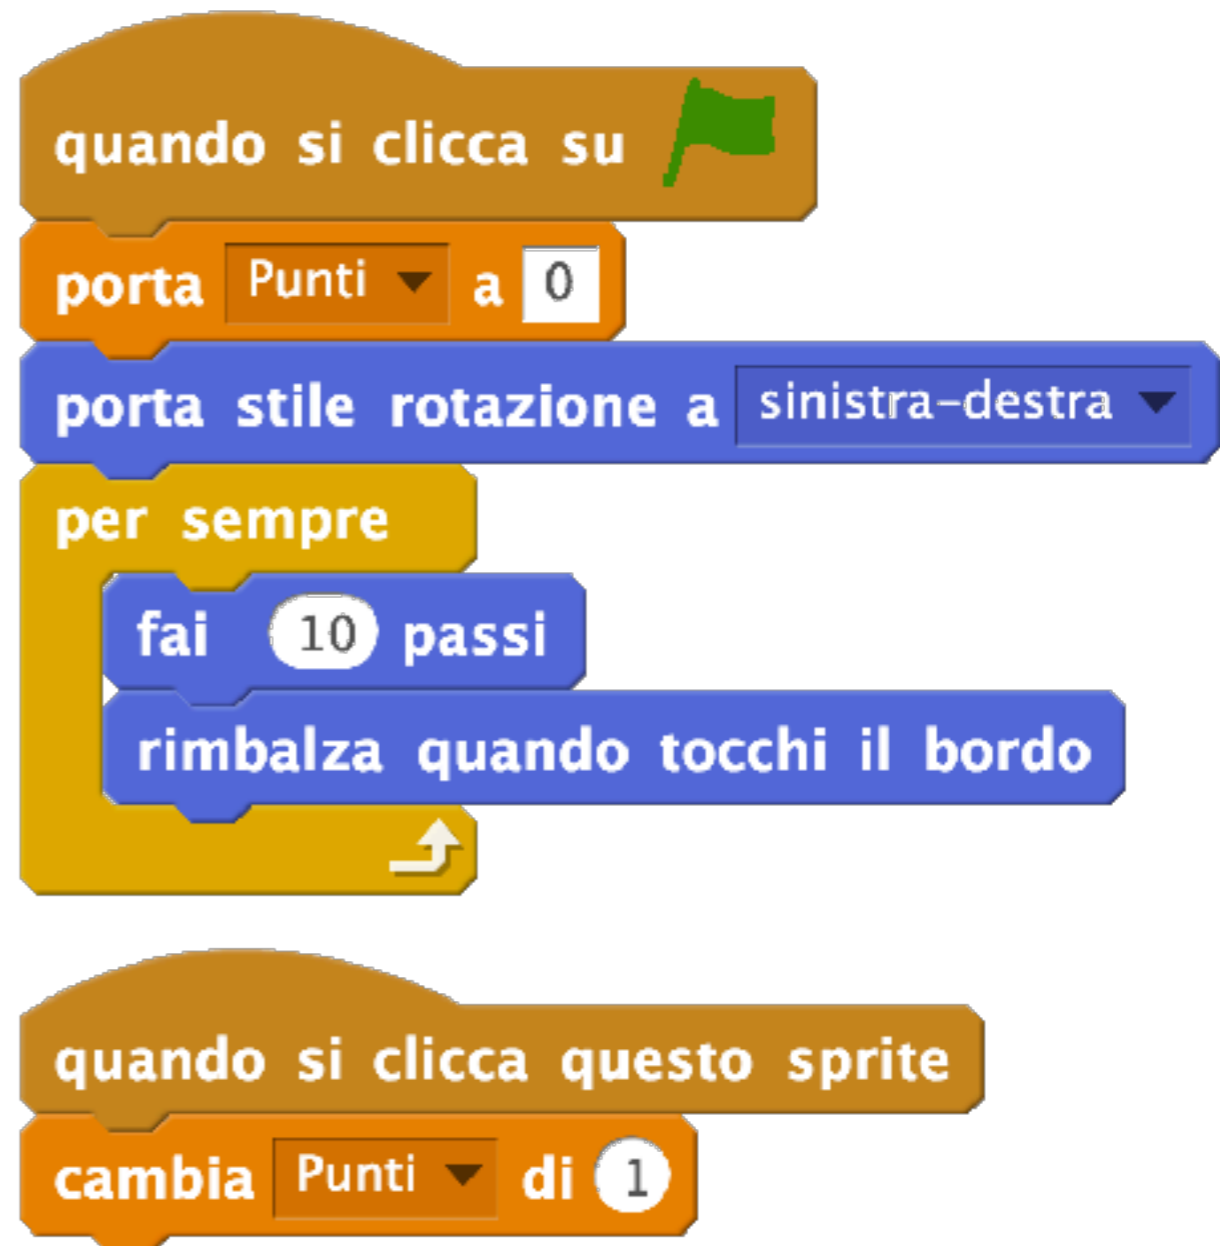 quando si clicca su
porta Punti a 0
porta stile rotazione a sinistra-destra
per sempre
fai 10 passi
rimbalza quando tocchi il bordo
quando si clicca questo sprite
cambia Punti di 1